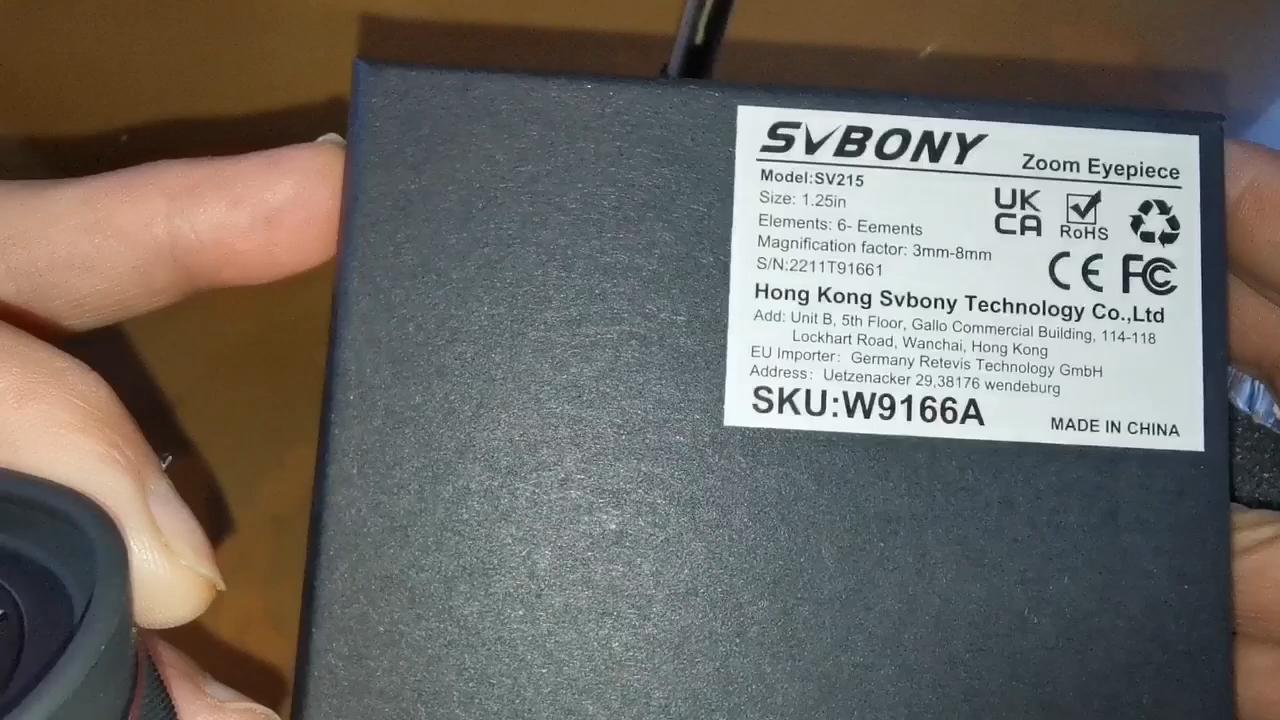 SVBONY
Zoom Eyepiece
Model:SV215
Size: 1.25in
Elements: 6- Eements
Magnification factor: 3mm-8mm
S/N:2211T91661
UK
CA
RoHS
CE FC
Hong Kong Svbony Technology Co.,Ltd
Add: Unit B, 5th Floor, Gallo Commercial Building, 114-118
Lockhart Road, Wanchai, Hong Kong
EU Importer: Germany Retevis Technology GmbH
Address: Uetzenacker 29,38176 wendeburg
SKU:W9166A
MADE IN CHINA